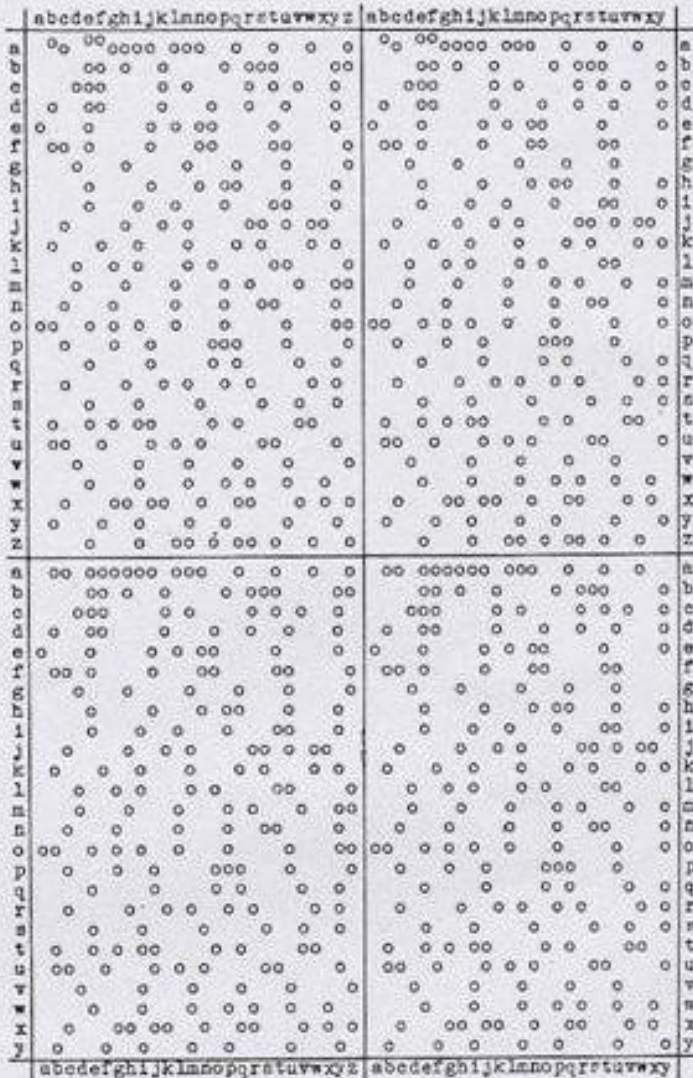 abcdefghijklmnopqrstuvwxyz abcdefghijklmnopqrstuvwxy
a a
b b
c c
d d
e e
f f
g g
h h
i i
j j
k k
l l
m m
n n
o o
p p
q q
r r
s s
t t
u u
v v
w w
x x
y y
z z
a a
b b
c c
d d
e e
f f
g g
h h
i i
j j
k k
l l
m m
n n
o o
p p
q q
r r
s s
t t
u u
v v
w w
x x
y y
abcdefghijklmnopqrstuvwxyz abcdefghijklmnopqrstuvwxy